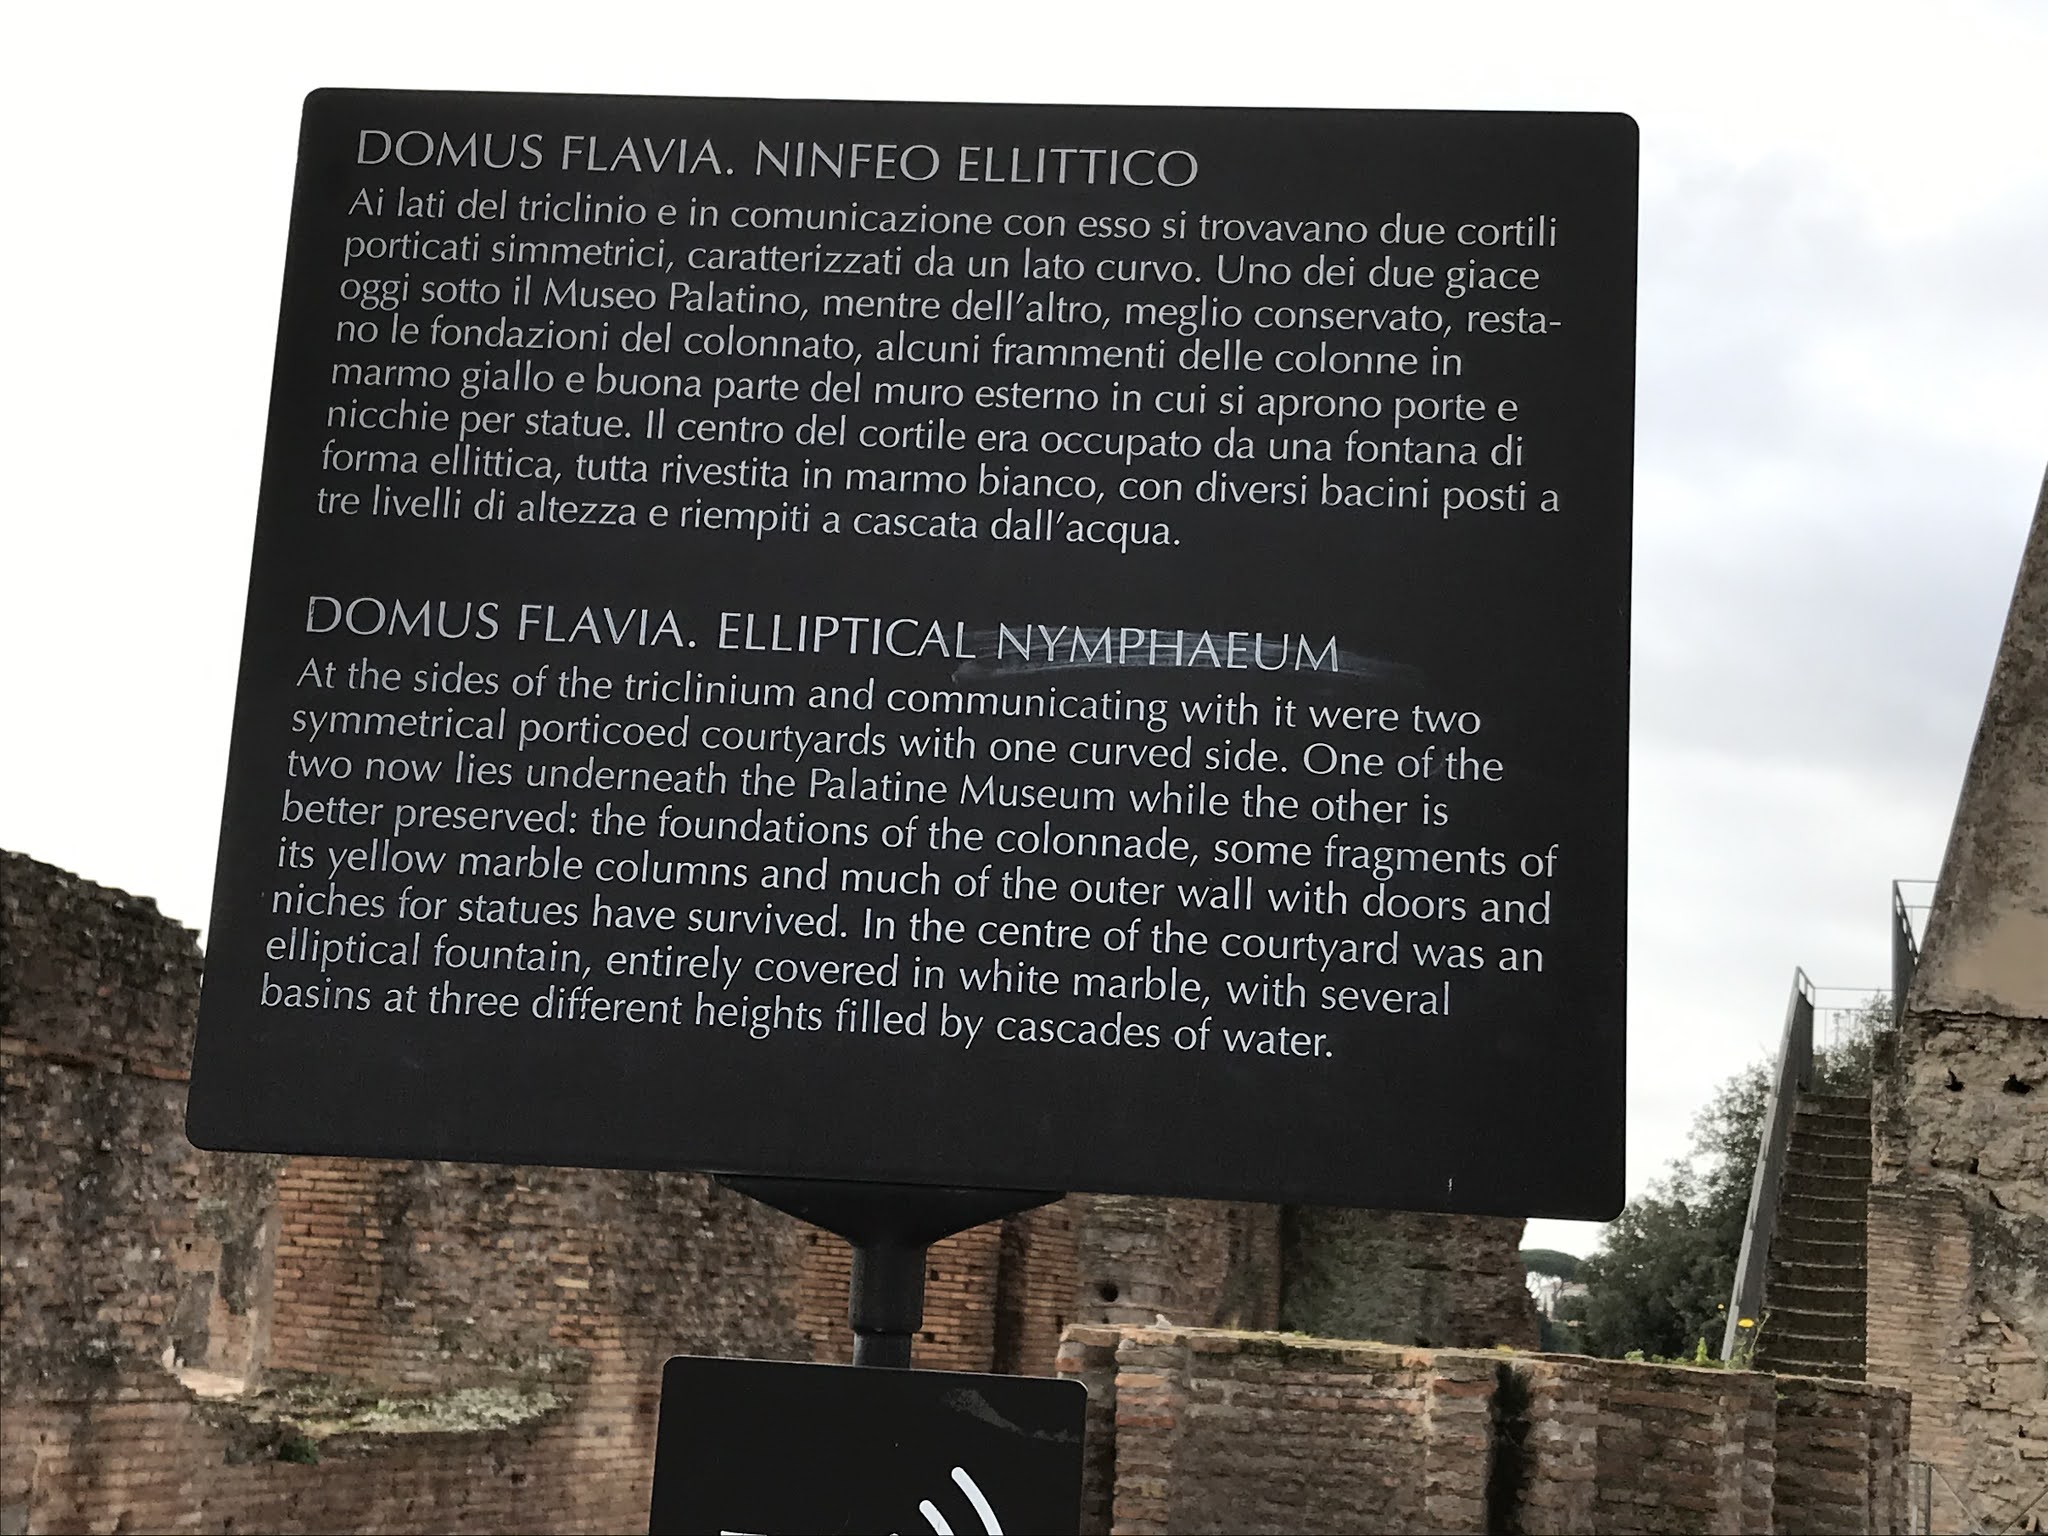 DOMUS FLAVIA. NINFEO ELLITTICO
Ai lati del triclinio e in comunicazione con esso si trovavano due cortili
porticati simmetrici, caratterizzati da un lato curvo. Uno dei due giace
oggi sotto il Museo Palatino, mentre dell'altro, meglio conservato, resta-
no le fondazioni del colonnato, alcuni frammenti delle colonne in
marmo giallo e buona parte del muro esterno in cui si aprono porte e
nicchie per statue. Il centro del cortile era occupato da una fontana di
forma ellittica, tutta rivestita in marmo bianco, con diversi bacini posti a
tre livelli di altezza e riempiti a cascata dall'acqua.
DOMUS FLAVIA. ELLIPTICAL NYMPHAEUM
At the sides of the triclinium and communicating with it were two
symmetrical porticoed courtyards with one curved side. One of the
two now lies underneath the Palatine Museum while the other is
better preserved: the foundations of the colonnade, some fragments of
its yellow marble columns and much of the outer wall with doors and
niches for statues have survived. In the centre of the courtyard was an
elliptical fountain, entirely covered in white marble, with several
basins at three different heights filled by cascades of water.